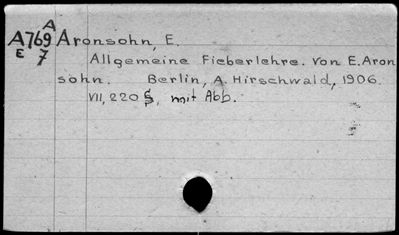 A
A769 Aronsohn, E.
E 7 Allgemeine Fieberlehre. Von E. Aron
sohn. Berlin, A. Hirschwald, 1906.
VII, 220 S, mit Abb.